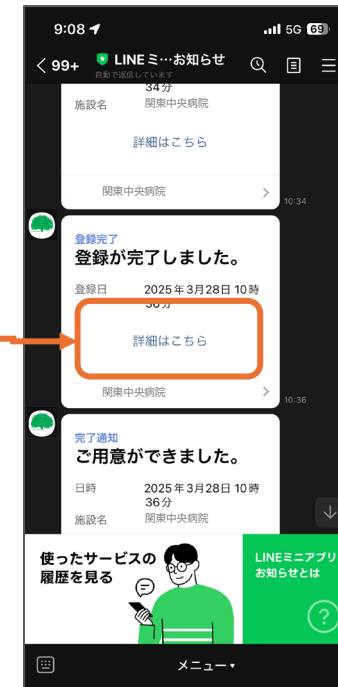 9:08
5G 69
99+ LINEミ…お知らせ
自動で返信しています
34分
施設名 関東中央病院
詳細はこちら
関東中央病院
10:34
登録完了
登録が完了しました。
登録日 2025年3月28日 10時
36分
詳細はこちら
関東中央病院
10:36
完了通知
ご用意ができました。
日時 2025年3月28日 10時
36分
施設名 関東中央病院
使ったサービスの
履歴を見る
LINEミニアプリ
お知らせとは
?
メニュー▾